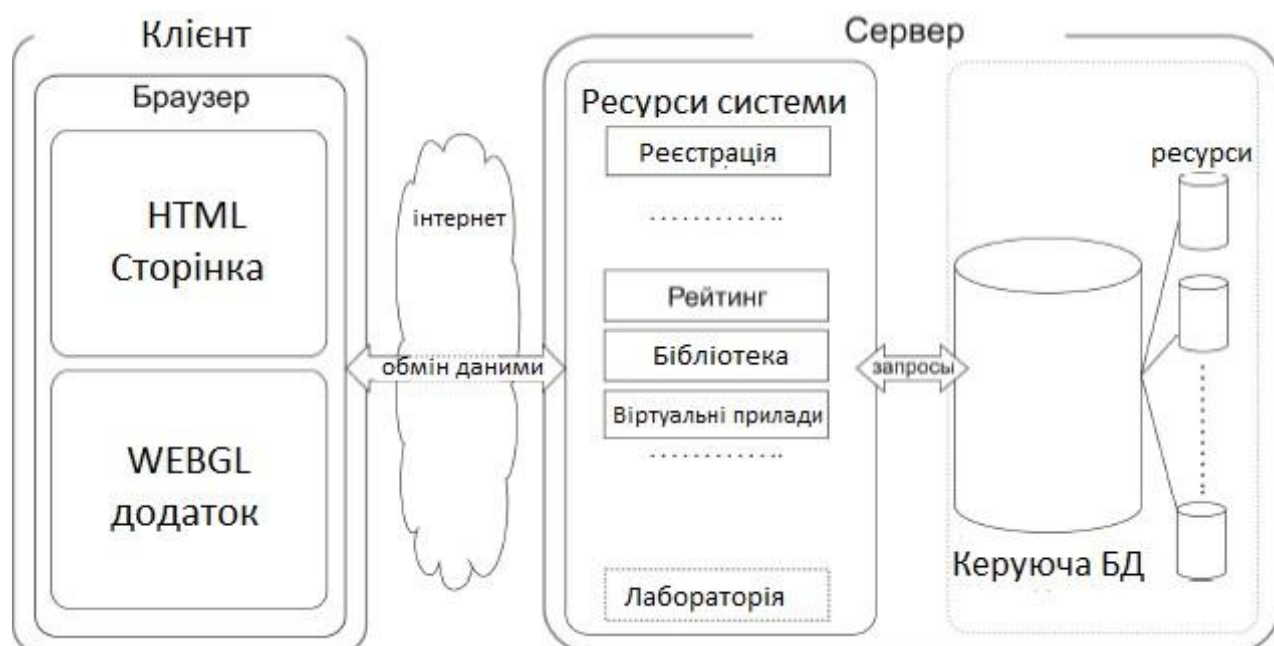 Клієнт
Браузер
HTML
Сторінка
WEBGL
додаток
інтернет
обмін даними
Сервер
Ресурси системи
Реєстрація
Рейтинг
Бібліотека
Віртуальні прилади
Лабораторія
запросы
ресурси
Керуюча БД